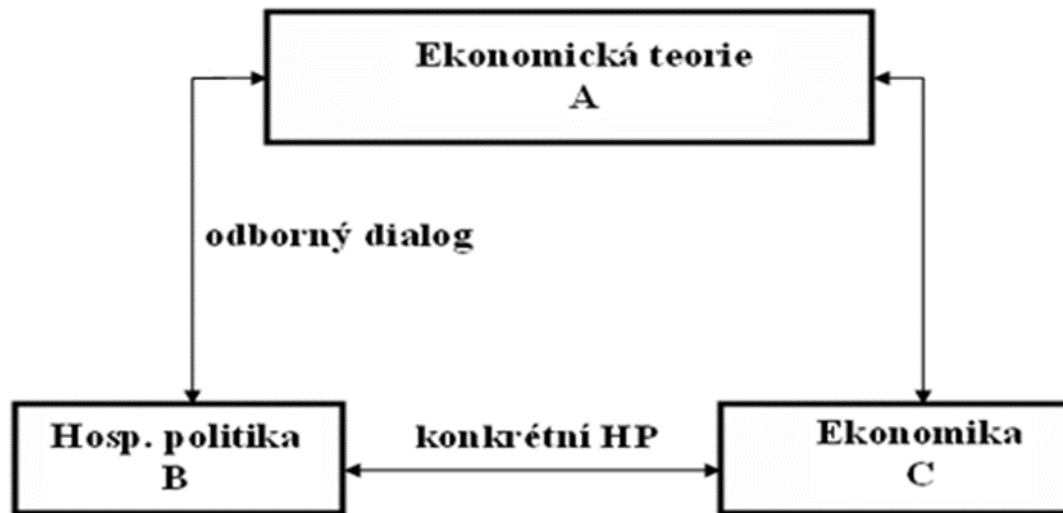 Ekonomická teorie
A
odborný dialog
Hosp. politika
B
konkrétní HP
Ekonomika
C